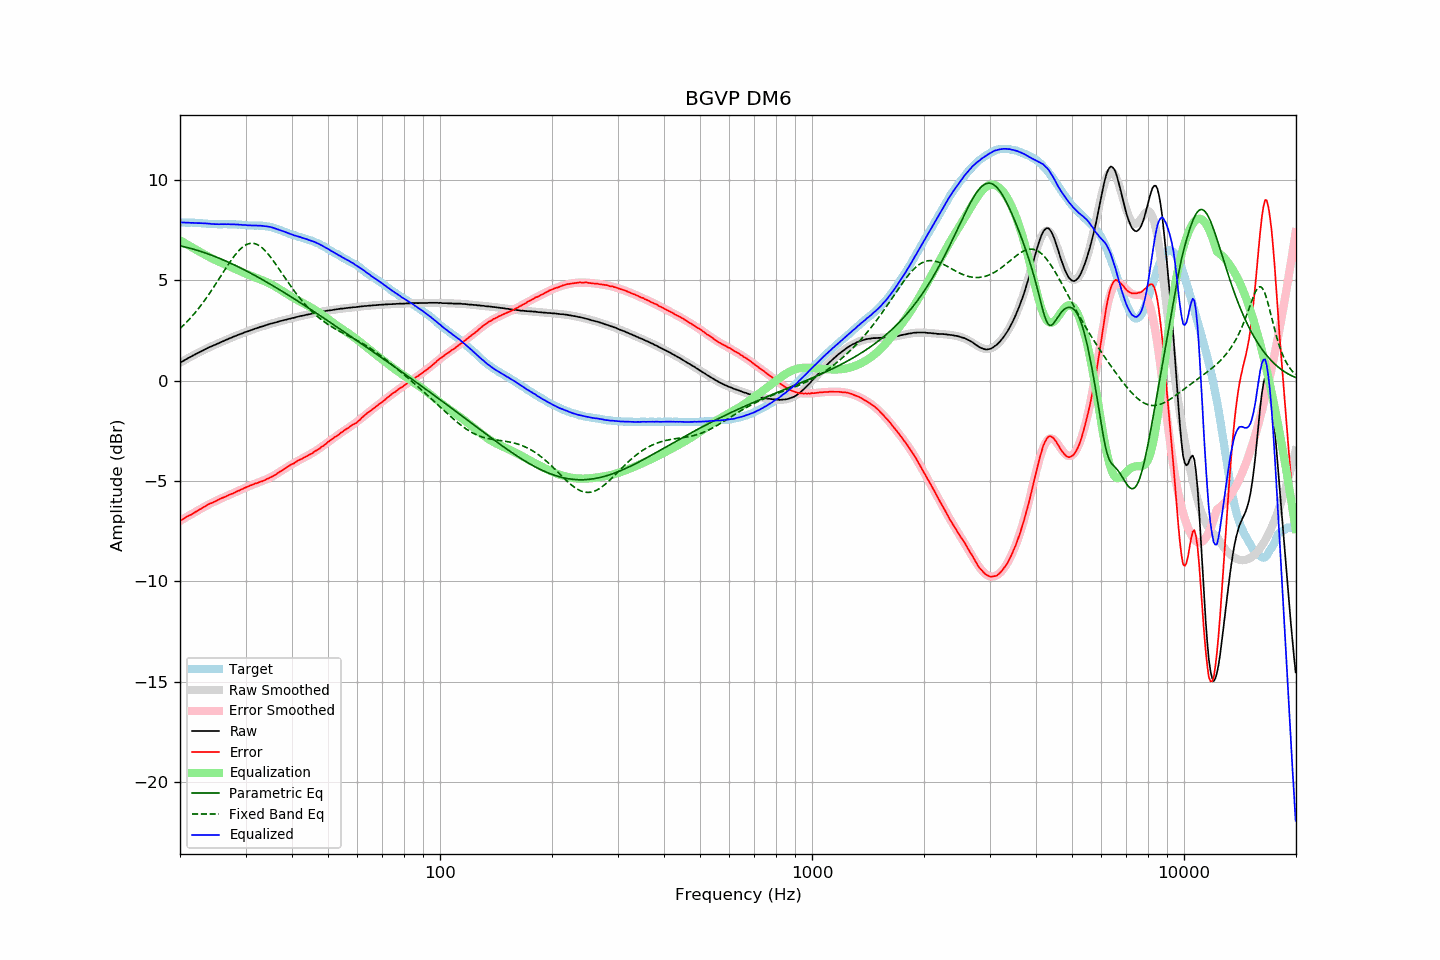 BGVP DM6
Amplitude (dBr)
10
5
0
−5
−10
−15
−20
Target
Raw Smoothed
Error Smoothed
Raw
Error
Equalization
Parametric Eq
Fixed Band Eq
Equalized
100
1000
10000
Frequency (Hz)